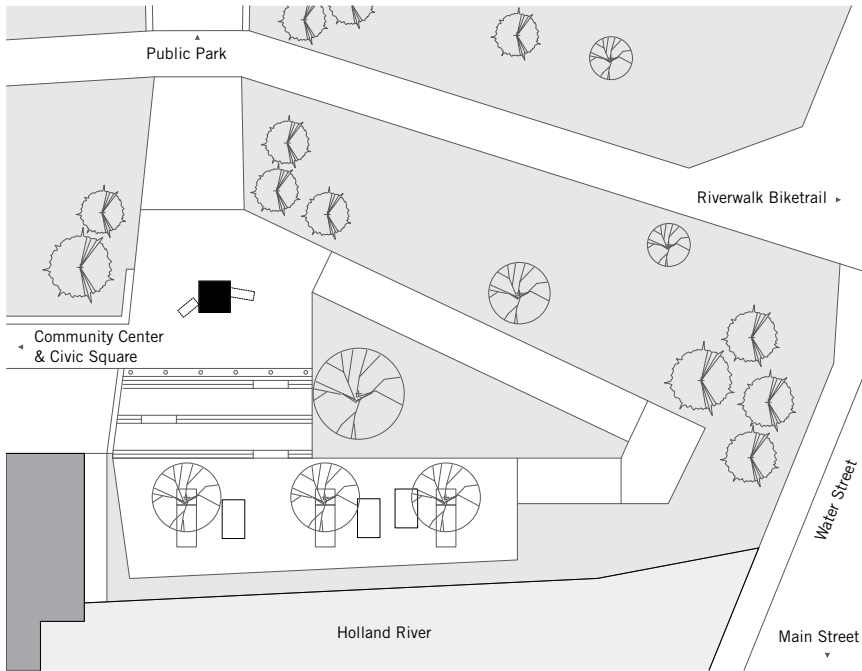 Public Park
Riverwalk Biketrail
Community Center
& Civic Square
Water Street
Holland River
Main Street